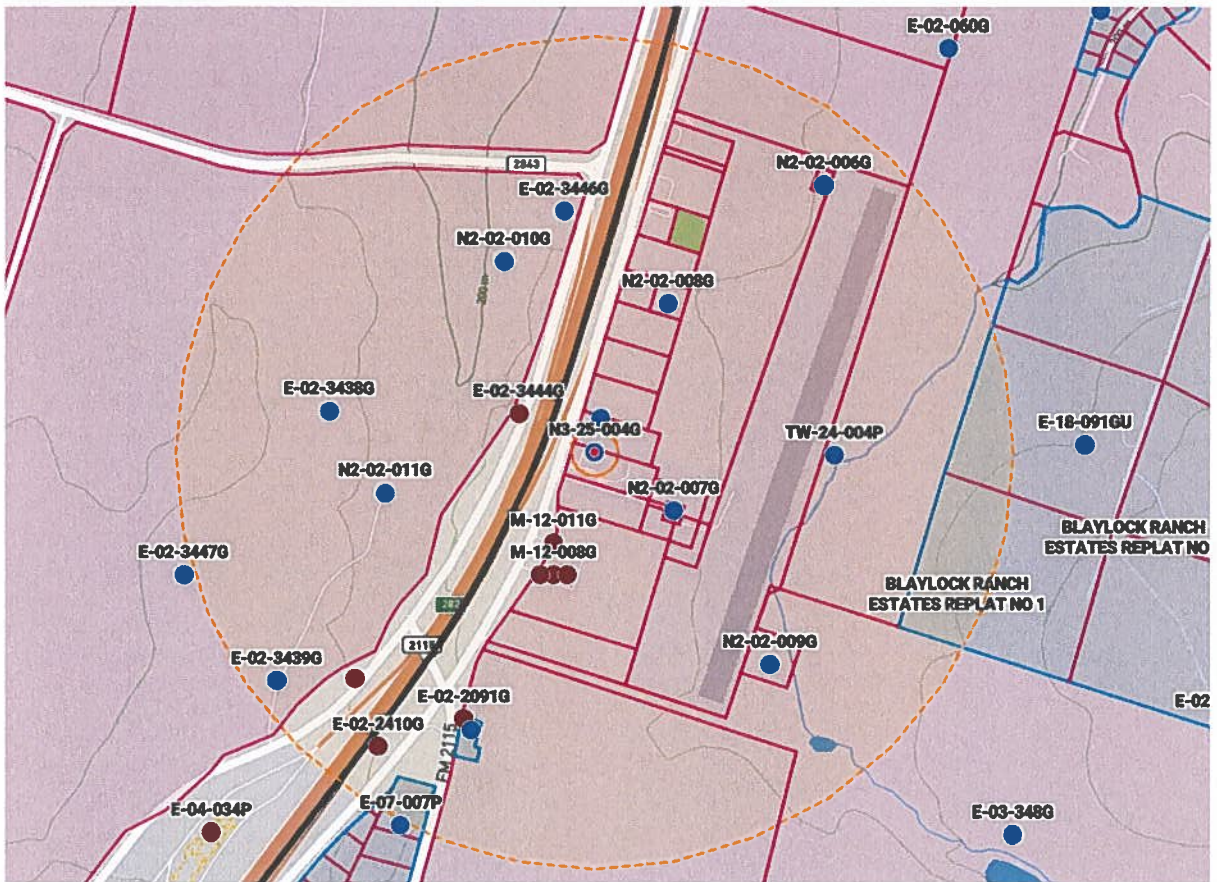 E-02-060G
2843
N2-02-006G
E-02-3446G
N2-02-010G
200 m
N2-02-008G
E-02-3438G
E-02-3444G
N3-25-004G
TW-24-004P
E-18-091GU
N2-02-011G
N2-02-007G
M-12-011G
BLAYLOCK RANCH
ESTATES REPLAT NO
E-02-3447G
M-12-008G
BLAYLOCK RANCH
ESTATES REPLAT NO 1
282
2115
N2-02-009G
E-02-3439G
E-02-2091G
E-02
E-02-2410G
FM 2115
E-04-034P
E-07-007P
E-03-348G